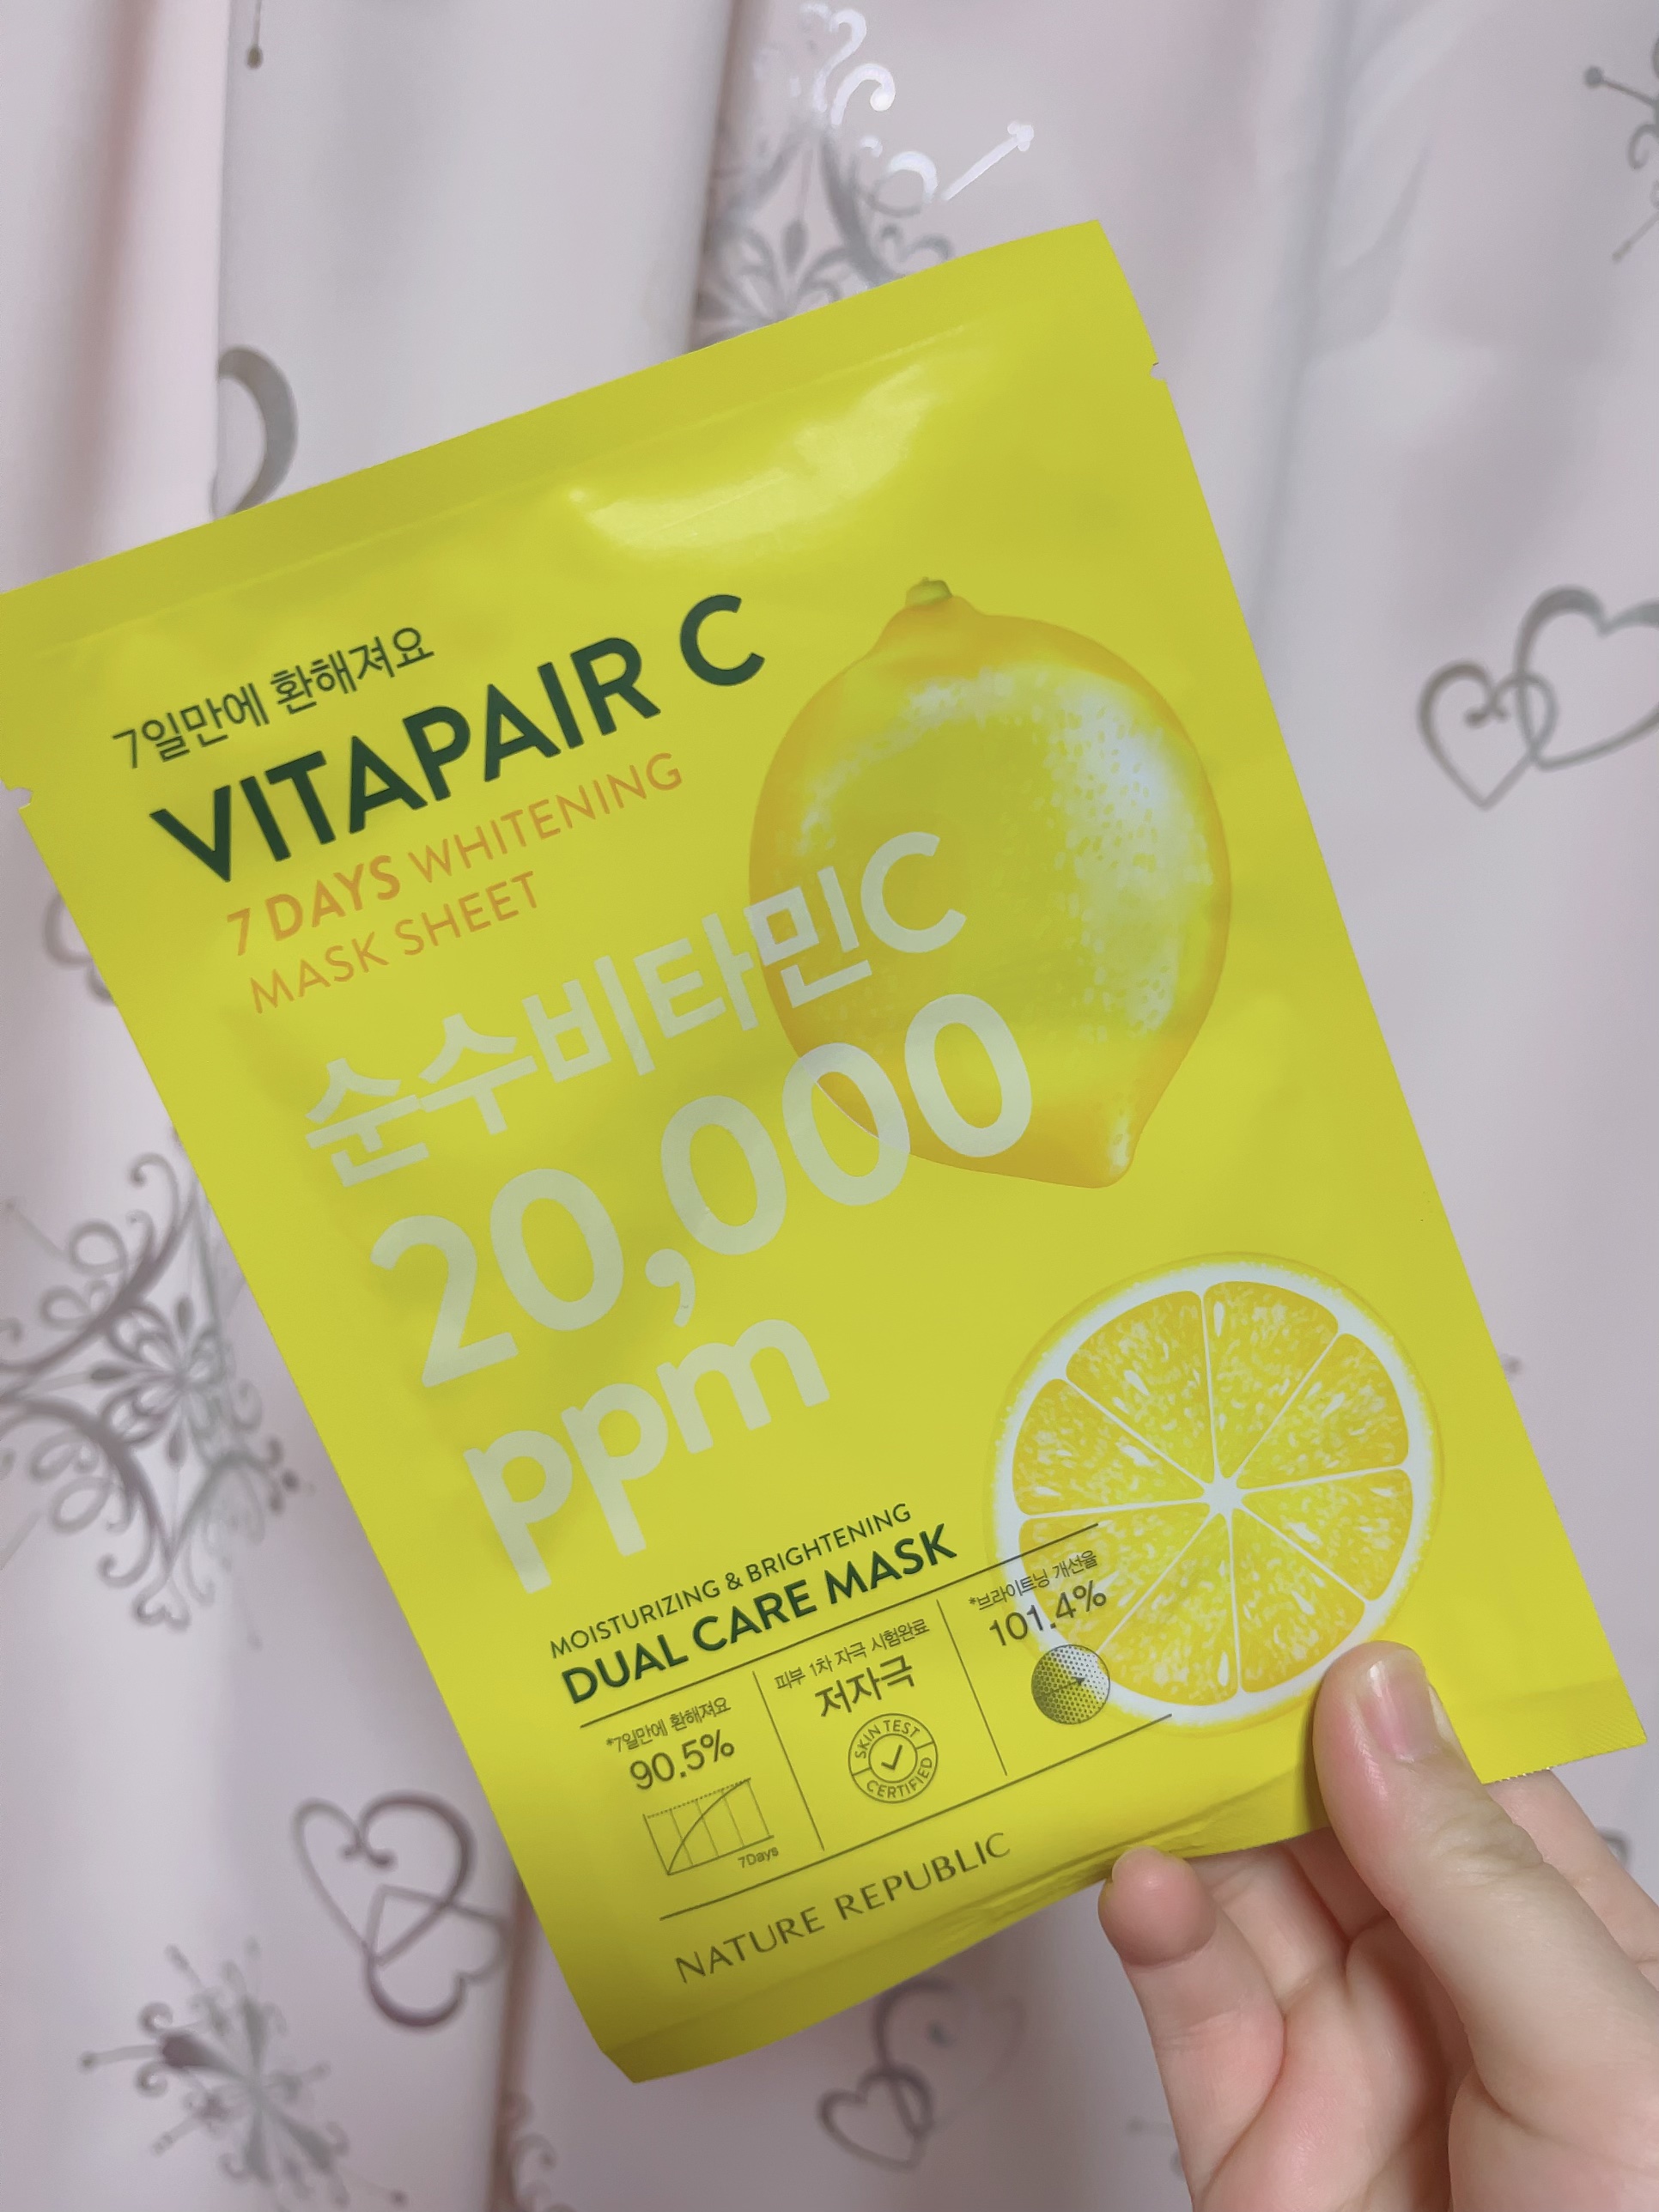 7일만에 환해져요
VITAPAIR C
7 DAYS WHITENING
MASK SHEET
순수비타민C
20,000
ppm
MOISTURIZING & BRIGHTENING
DUAL CARE MASK
*7일만에 환해져요
90.5%
7Days
피부 1차 자극 시험완료
저자극
SKIN TEST
CERTIFIED
*브라이트닝 개선율
101.4%
NATURE REPUBLIC